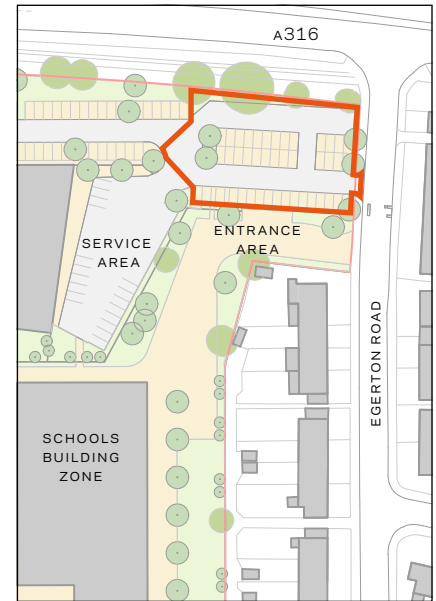 A316
SERVICE
AREA
ENTRANCE
AREA
EGERTON ROAD
SCHOOLS
BUILDING
ZONE